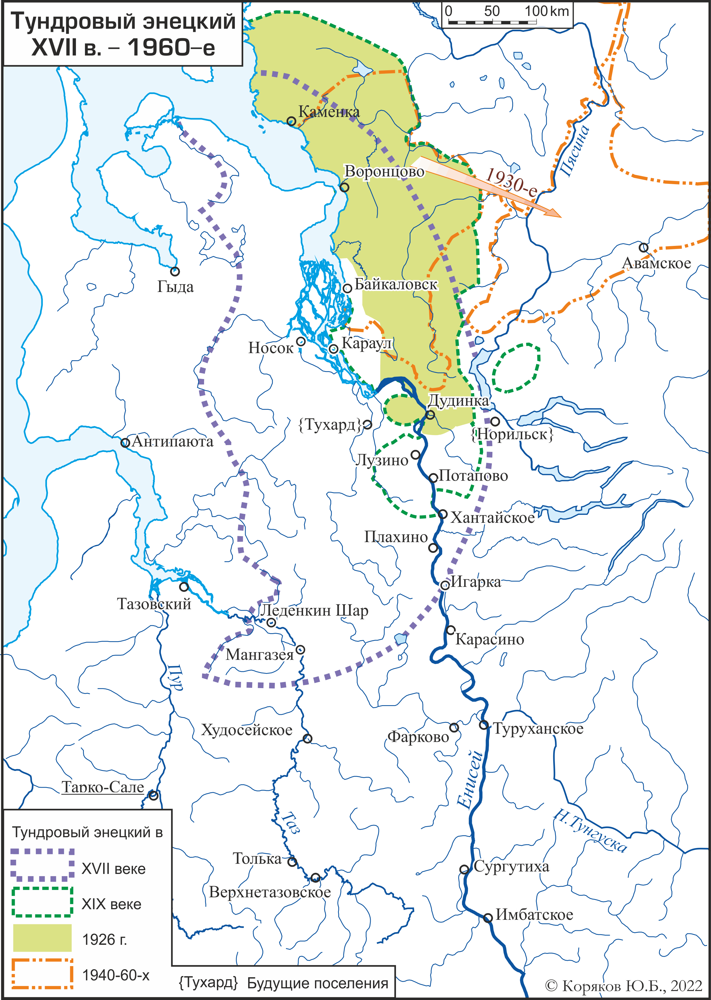 Тундровый энецкий
XVII в. – 1960–е
0 50 100 km
Каменка
Пясина
Воронцово
1930-е
Авамское
Гыда
Байкаловск
Носок
Караул
Дудинка
{Тухард}
{Норильск}
Антипаюта
Лузино
Потапово
Хантайское
Плахино
Игарка
Тазовский
Леденкин Шар
Карасино
Мангазея
Пур
Худосейское
Фарково
Туруханское
Енисей
Тарко-Сале
Таз
Н.Тунгуска
Толька
Сургутиха
Верхнетазовское
Имбатское
Тундровый энецкий в
XVII веке
XIX веке
1926 г.
1940-60-х
{Тухард} Будущие поселения
© Коряков Ю.Б., 2022